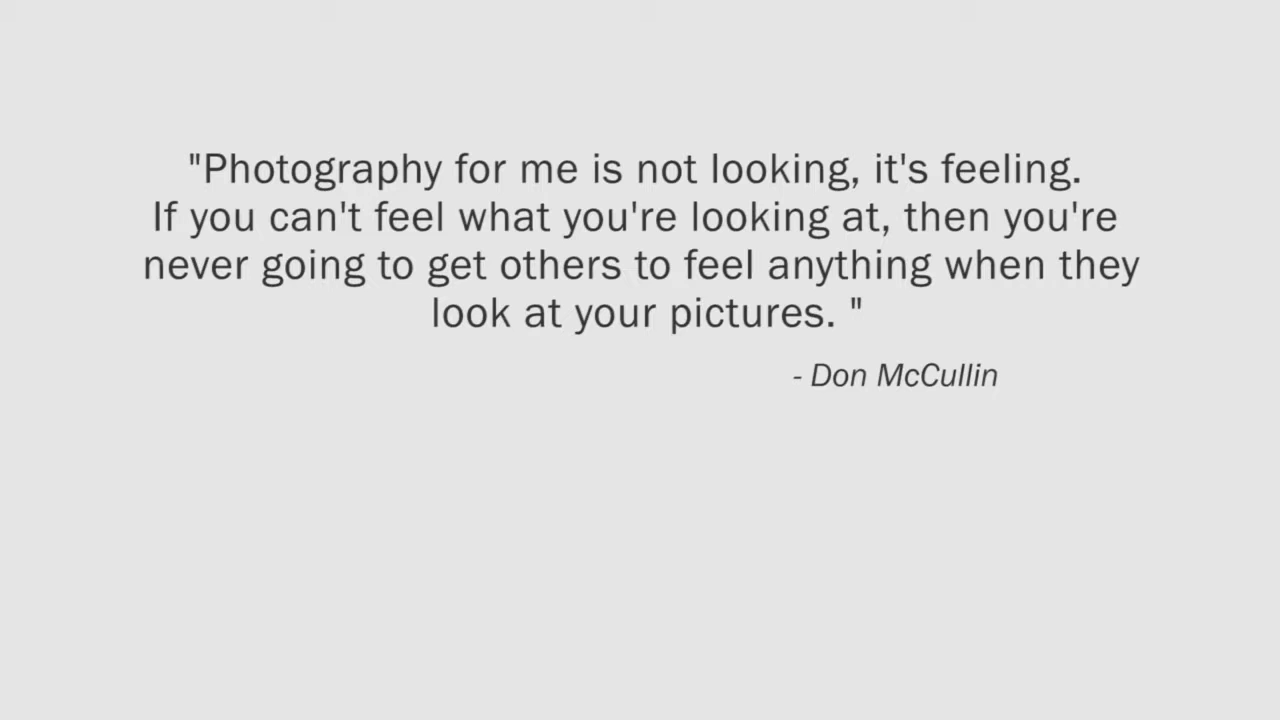 "Photography for me is not looking, it's feeling.
If you can't feel what you're looking at, then you're
never going to get others to feel anything when they
look at your pictures. "
- Don McCullin